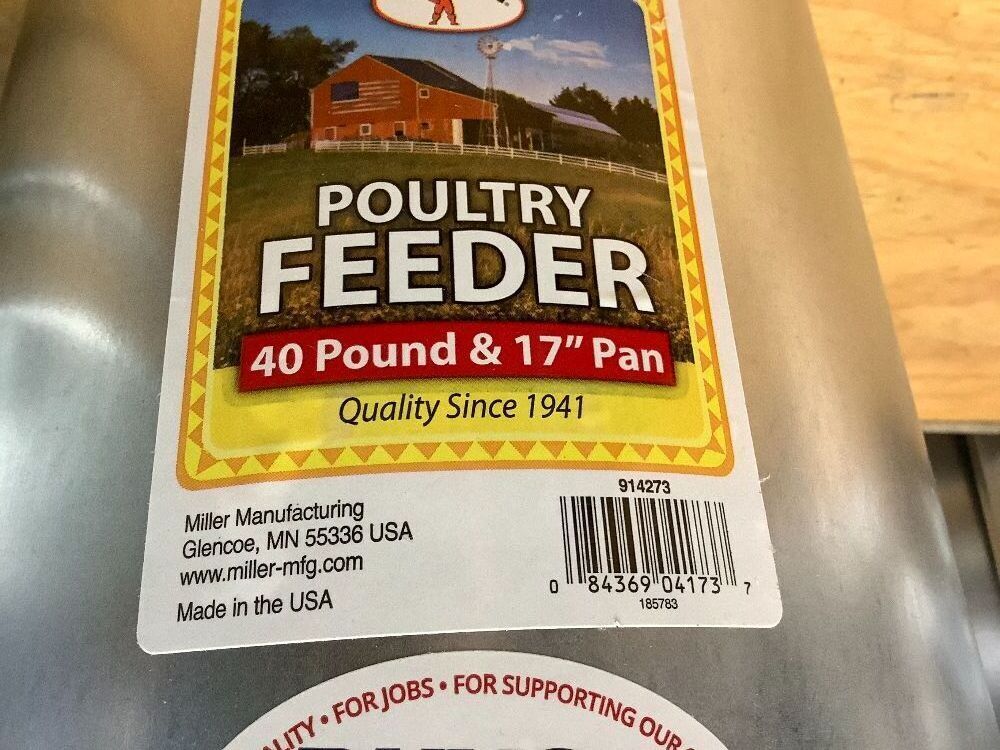 POULTRY
FEEDER
40 Pound & 17" Pan
Quality Since 1941
Miller Manufacturing
Glencoe, MN 55336 USA
www.miller-mfg.com
Made in the USA
914273
0 84369 04173 7
185783
• FOR JOBS • FOR SUPPORTING OUR